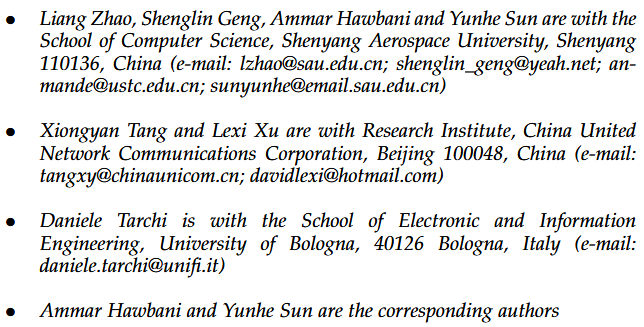 • Liang Zhao, Shenglin Geng, Ammar Hawbani and Yunhe Sun are with the
School of Computer Science, Shenyang Aerospace University, Shenyang
110136, China (e-mail: lzhao@sau.edu.cn; shenglin_geng@yeah.net; an-
mande@ustc.edu.cn; sunyunhe@email.sau.edu.cn)
• Xiongyan Tang and Lexi Xu are with Research Institute, China United
Network Communications Corporation, Beijing 100048, China (e-mail:
tangxy@chinaunicom.cn; davidlexi@hotmail.com)
• Daniele Tarchi is with the School of Electronic and Information
Engineering, University of Bologna, 40126 Bologna, Italy (e-mail:
daniele.tarchi@unifi.it)
• Ammar Hawbani and Yunhe Sun are the corresponding authors